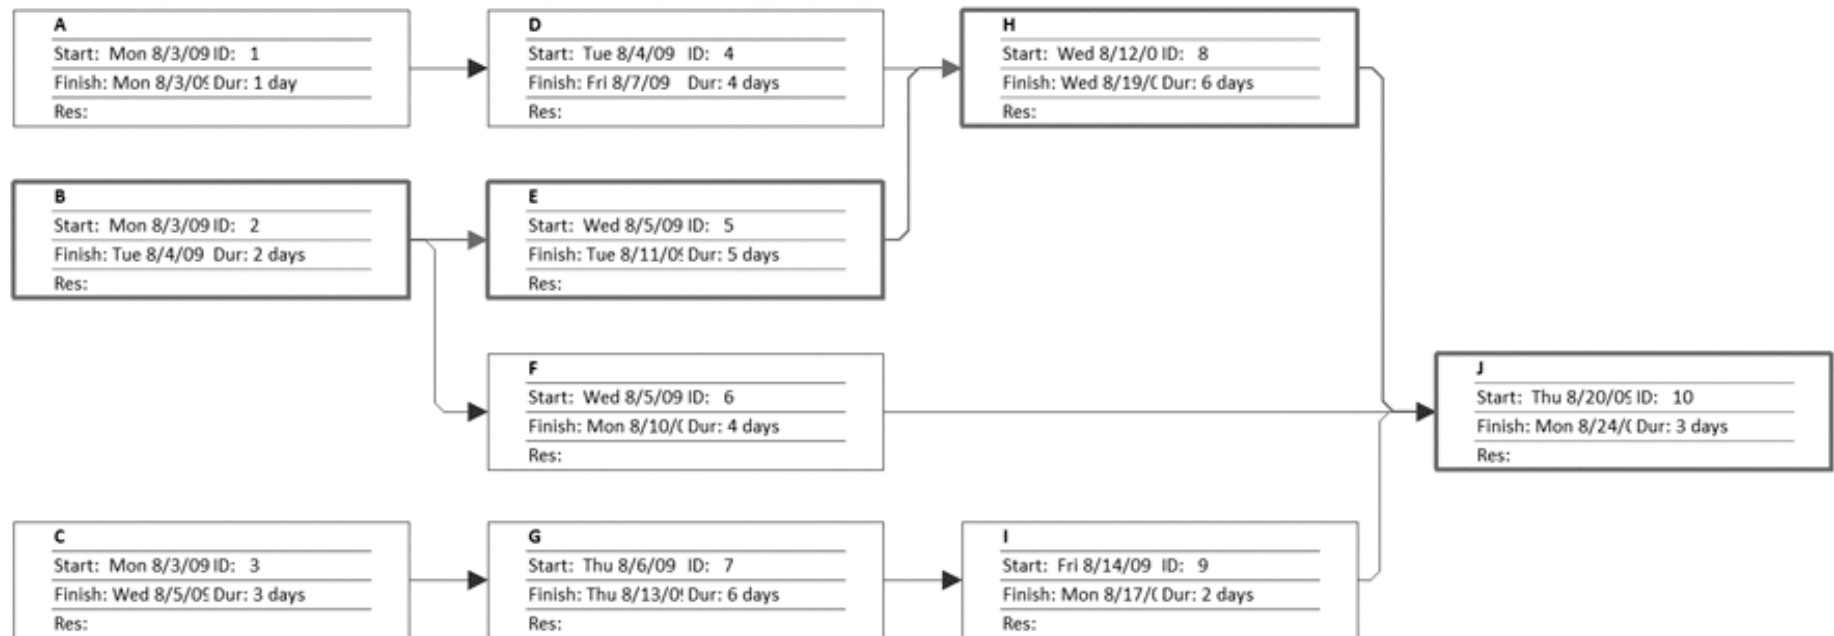 A
Start: Mon 8/3/09 ID: 1
Finish: Mon 8/3/09 Dur: 1 day
Res:
D
Start: Tue 8/4/09 ID: 4
Finish: Fri 8/7/09 Dur: 4 days
Res:
H
Start: Wed 8/12/0 ID: 8
Finish: Wed 8/19/0 Dur: 6 days
Res:
B
Start: Mon 8/3/09 ID: 2
Finish: Tue 8/4/09 Dur: 2 days
Res:
E
Start: Wed 8/5/09 ID: 5
Finish: Tue 8/11/09 Dur: 5 days
Res:
F
Start: Wed 8/5/09 ID: 6
Finish: Mon 8/10/0 Dur: 4 days
Res:
J
Start: Thu 8/20/09 ID: 10
Finish: Mon 8/24/0 Dur: 3 days
Res:
C
Start: Mon 8/3/09 ID: 3
Finish: Wed 8/5/09 Dur: 3 days
Res:
G
Start: Thu 8/6/09 ID: 7
Finish: Thu 8/13/09 Dur: 6 days
Res:
I
Start: Fri 8/14/09 ID: 9
Finish: Mon 8/17/0 Dur: 2 days
Res: